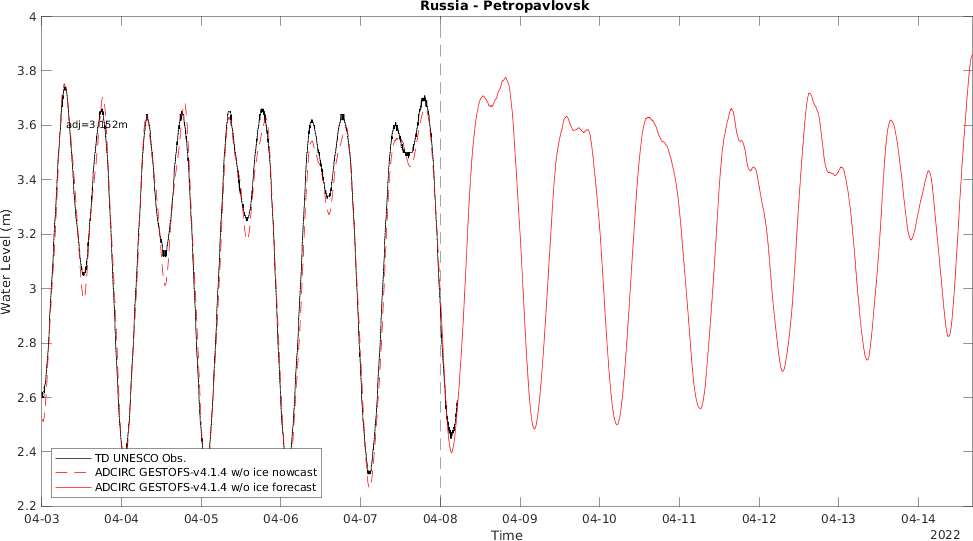 Russia - Petropavlovsk
4
3.8
3.6
3.4
3.2
3
2.8
2.6
2.4
2.2
Water Level (m)
adj=3.152m
TD UNESCO Obs.
ADCIRC GESTOFS-v4.1.4 w/o ice nowcast
ADCIRC GESTOFS-v4.1.4 w/o ice forecast
04-03 04-04 04-05 04-06 04-07 04-08 04-09 04-10 04-11 04-12 04-13 04-14
Time
2022